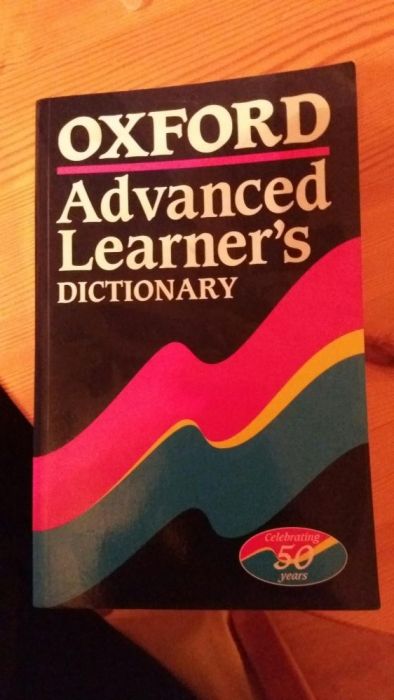 OXFORD
Advanced
Learner's
DICTIONARY
Celebrating
50
years